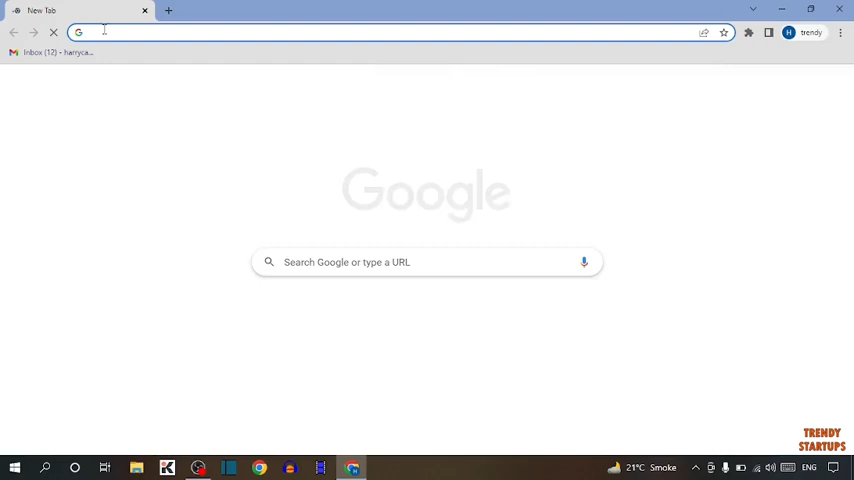 New Tab
trendy
Inbox (12) - harryca...
Google
Search Google or type a URL
TRENDY
STARTUPS
21°C Smoke
ENG